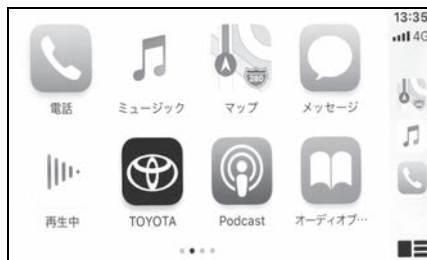 13:35
4G
280
電話
ミュージック
マップ
メッセージ
再生中
TOYOTA
Podcast
オーディオブ…